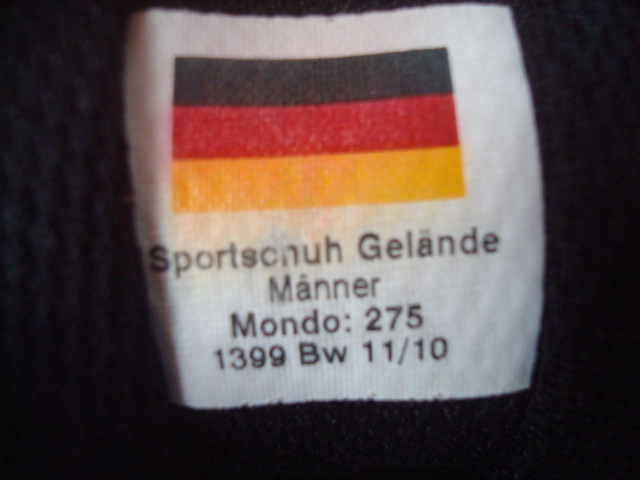 Sportschuh Gelände
Männer
Mondo: 275
1399 Bw 11/10